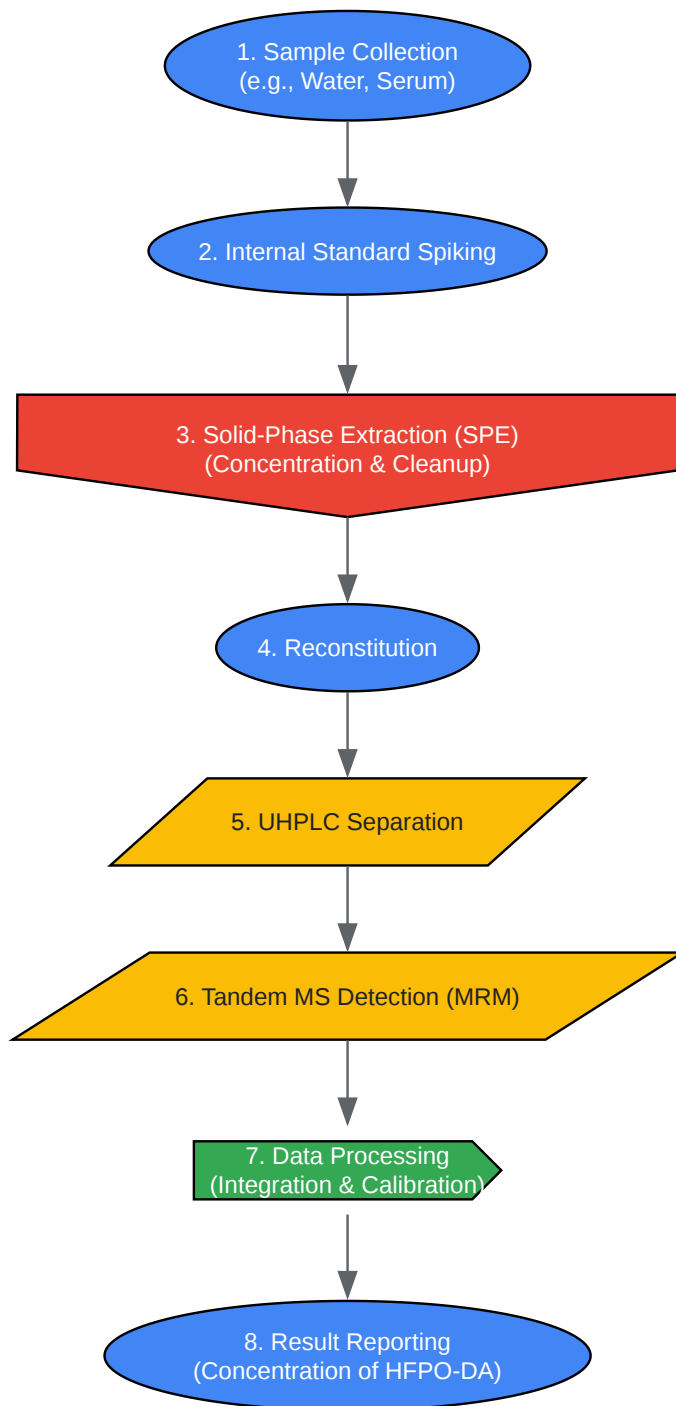 1. Sample Collection
(e.g., Water, Serum)
2. Internal Standard Spiking
3. Solid-Phase Extraction (SPE)
(Concentration & Cleanup)
4. Reconstitution
5. UHPLC Separation
6. Tandem MS Detection (MRM)
7. Data Processing
(Integration & Calibration)
8. Result Reporting
(Concentration of HFPO-DA)